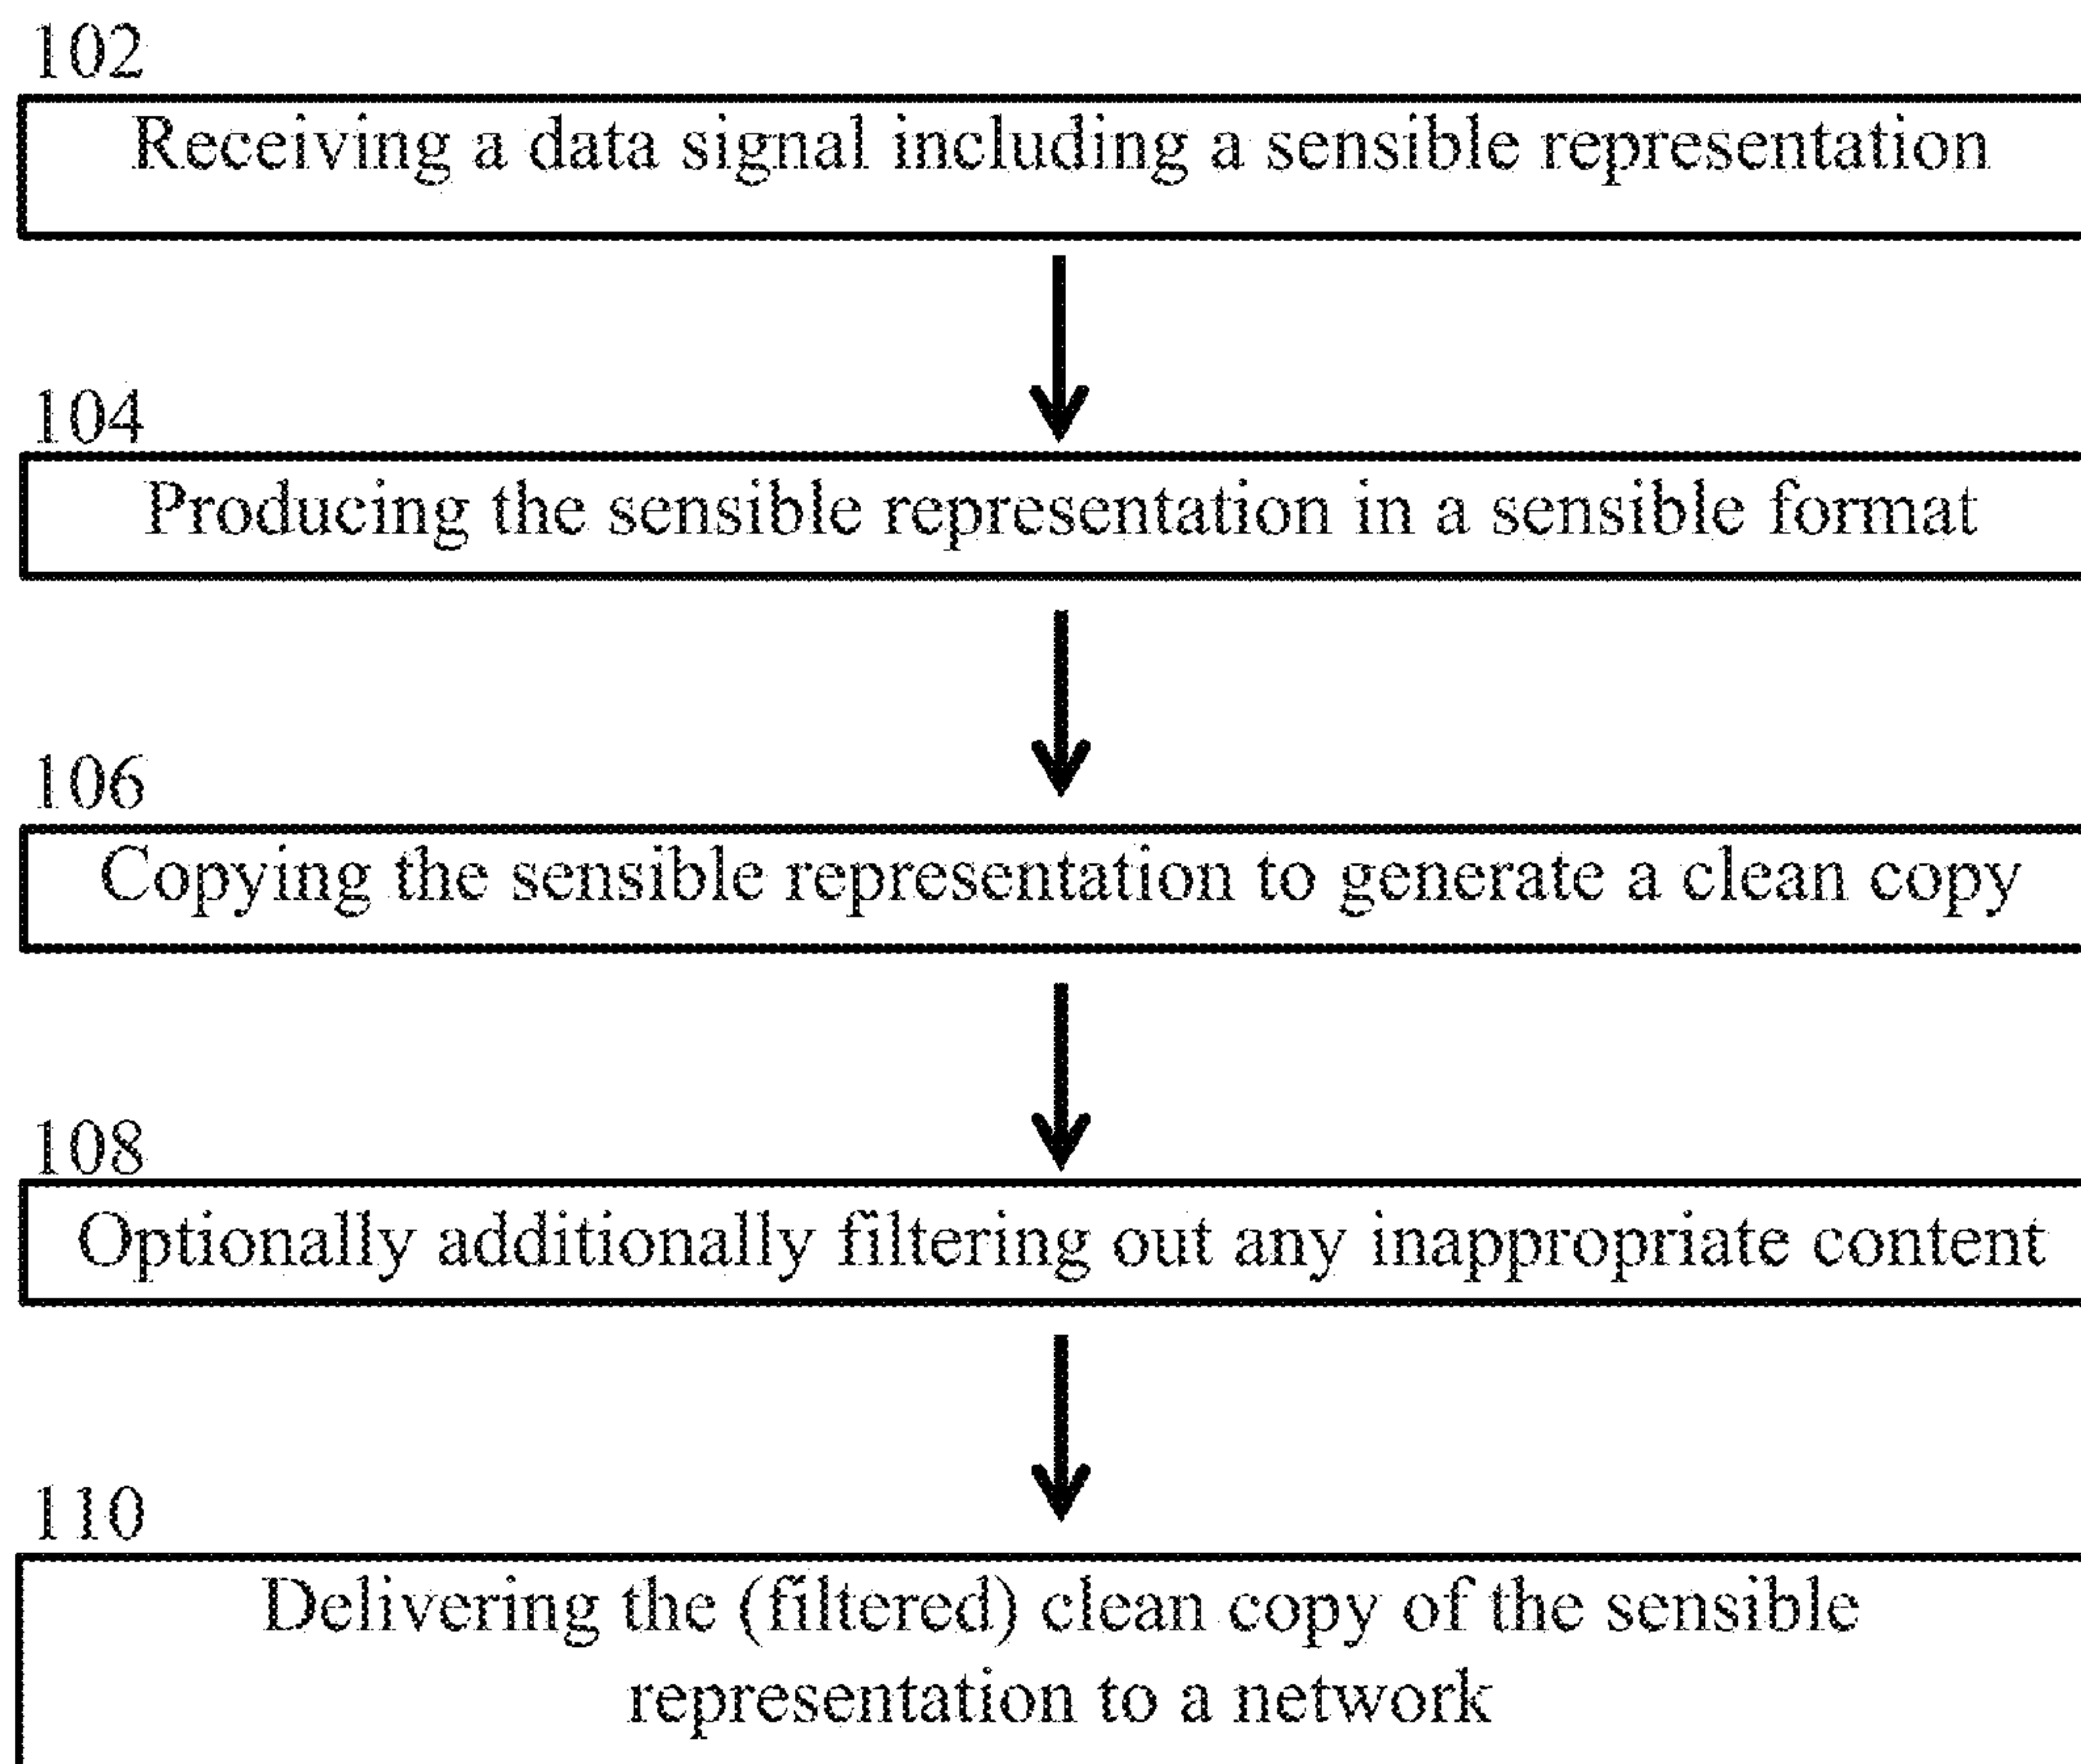 102
Receiving a data signal including a sensible representation
104
Producing the sensible representation in a sensible format
106
Copying the sensible representation to generate a clean copy
108
Optionally additionally filtering out any inappropriate content
110
Delivering the (filtered) clean copy of the sensible
representation to a network